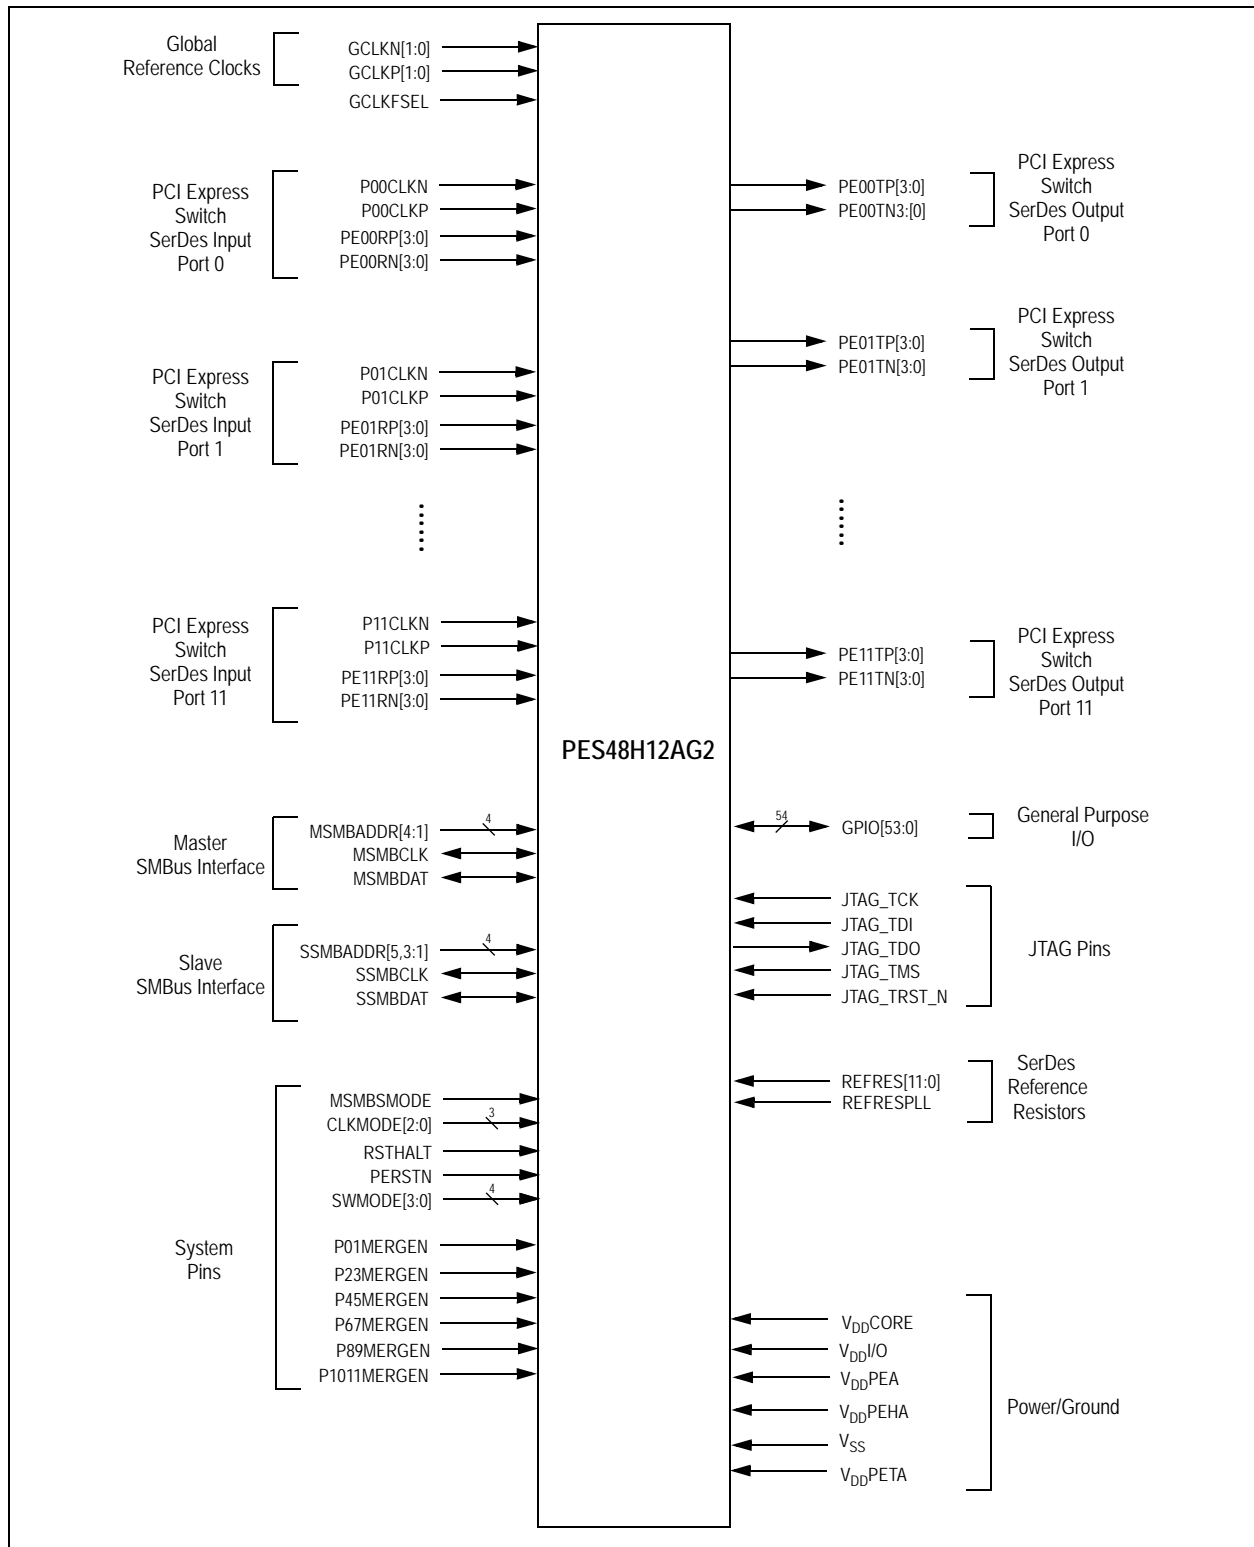 Global
Reference Clocks
GCLKN[1:0]
GCLKP[1:0]
GCLKFSEL
PCI Express
Switch
SerDes Input
Port 0
P00CLKN
P00CLKP
PE00RP[3:0]
PE00RN[3:0]
PCI Express
Switch
SerDes Input
Port 1
P01CLKN
P01CLKP
PE01RP[3:0]
PE01RN[3:0]
PCI Express
Switch
SerDes Input
Port 11
P11CLKN
P11CLKP
PE11RP[3:0]
PE11RN[3:0]
Master
SMBus Interface
MSMBADDR[4:1]
4
MSMBCLK
MSMBDAT
Slave
SMBus Interface
SSMBADDR[5,3:1]
4
SSMBCLK
SSMBDAT
System
Pins
MSMBSMODE
CLKMODE[2:0]
3
RSTHALT
PERSTN
SWMODE[3:0]
4
P01MERGEN
P23MERGEN
P45MERGEN
P67MERGEN
P89MERGEN
P1011MERGEN
PES48H12AG2
PE00TP[3:0]
PE00TN3:[0]
PCI Express
Switch
SerDes Output
Port 0
PE01TP[3:0]
PE01TN[3:0]
PCI Express
Switch
SerDes Output
Port 1
PE11TP[3:0]
PE11TN[3:0]
PCI Express
Switch
SerDes Output
Port 11
54
GPIO[53:0]
General Purpose
I/O
JTAG_TCK
JTAG_TDI
JTAG_TDO
JTAG_TMS
JTAG_TRST_N
JTAG Pins
REFRES[11:0]
REFRESPLL
SerDes
Reference
Resistors
VDDCORE
VDDI/O
VDDPEA
VDDPEHA
VSS
VDDPETA
Power/Ground